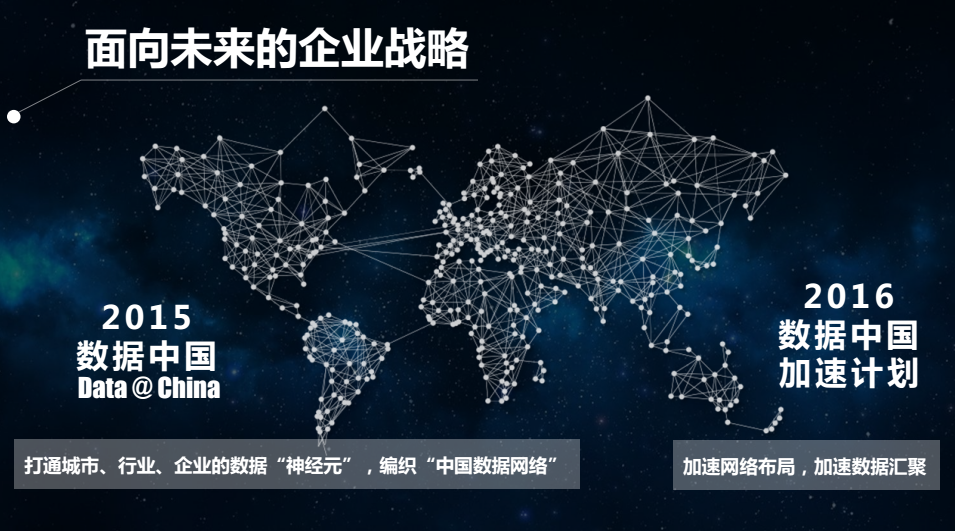 面向未来的企业战略
2015
数据中国
Data @ China
2016
数据中国
加速计划
打通城市、行业、企业的数据“神经元”，编织“中国数据网络”
加速网络布局，加速数据汇聚